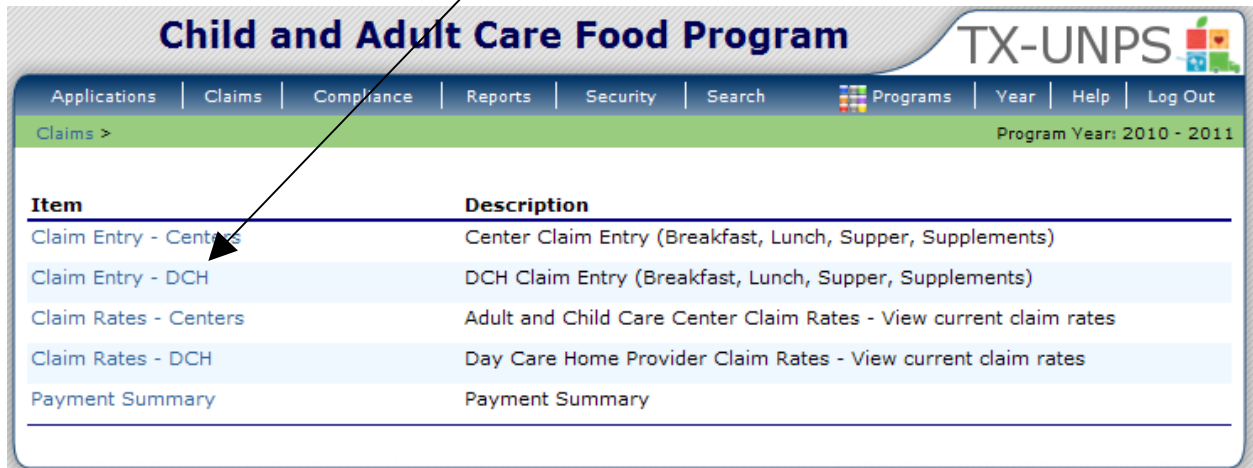 Child and Adult Care Food Program TX-UNPS
Applications | Claims | Compliance | Reports | Security | Search Programs | Year | Help | Log Out
Claims > Program Year: 2010 - 2011
Item Description
Claim Entry - Centers Center Claim Entry (Breakfast, Lunch, Supper, Supplements)
Claim Entry - DCH DCH Claim Entry (Breakfast, Lunch, Supper, Supplements)
Claim Rates - Centers Adult and Child Care Center Claim Rates - View current claim rates
Claim Rates - DCH Day Care Home Provider Claim Rates - View current claim rates
Payment Summary Payment Summary